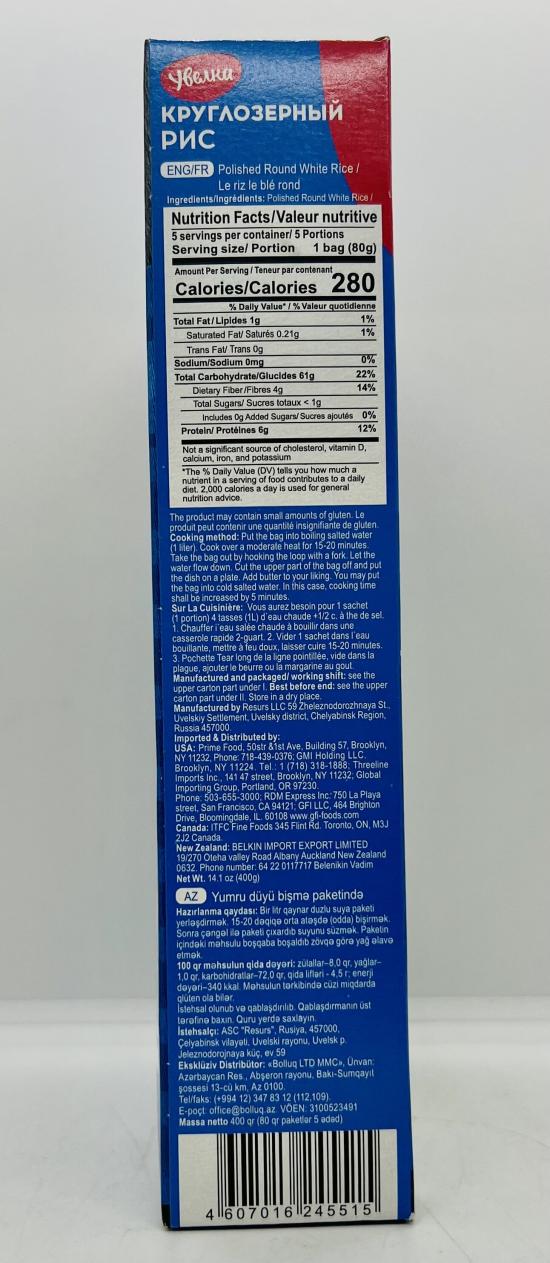 Увелка
КРУГЛОЗЕРНЫЙ
РИС
ENG/FR Polished Round White Rice /
Le riz le blé rond
Ingredients/Ingrédients: Polished Round White Rice /
Nutrition Facts/Valeur nutritive
5 servings per container/ 5 Portions
Serving size/ Portion 1 bag (80g)
Amount Per Serving / Teneur par contenant
Calories/Calories 280
% Daily Value* / % Valeur quotidienne
Total Fat/ Lipides 1g 1%
Saturated Fat/ Saturés 0.21g 1%
Trans Fat/ Trans 0g
Sodium/Sodium 0mg 0%
Total Carbohydrate/Glucides 61g 22%
Dietary Fiber/Fibres 4g 14%
Total Sugars/ Sucres totaux < 1g
Includes 0g Added Sugars/ Sucres ajoutés 0%
Protein/ Protéines 6g 12%
Not a significant source of cholesterol, vitamin D,
calcium, iron, and potassium
*The % Daily Value (DV) tells you how much a
nutrient in a serving of food contributes to a daily
diet. 2,000 calories a day is used for general
nutrition advice.
The product may contain small amounts of gluten. Le
produit peut contenir une quantité insignifiante de gluten.
Cooking method: Put the bag into boiling salted water
(1 liter). Cook over a moderate heat for 15-20 minutes.
Take the bag out by hooking the loop with a fork. Let the
water flow down. Cut the upper part of the bag off and put
the dish on a plate. Add butter to your liking. You may put
the bag into cold salted water. In this case, cooking time
shall be increased by 5 minutes.
Sur La Cuisinière: Vous aurez besoin pour 1 sachet
(1 portion) 4 tasses (1L) d'eau chaude +1/2 c. à the de sel.
1. Chauffer l'eau salée chaude à bouillir dans une
casserole rapide 2-guart. 2. Vider 1 sachet dans l'eau
bouillante, mettre à feu doux, laisser cuire 15-20 minutes.
3. Pochette Tear long de la ligne pointillée, vide dans la
plague, ajouter le beurre ou la margarine au gout.
Manufactured and packaged/ working shift: see the
upper carton part under I. Best before end: see the upper
carton part under II. Store in a dry place.
Manufactured by Resurs LLC 59 Zheleznodorozhnaya St.,
Uvelskiy Settlement, Uvelsky district, Chelyabinsk Region,
Russia 457000.
Imported & Distributed by:
USA: Prime Food, 50str &1st Ave, Building 57, Brooklyn,
NY 11232, Phone: 718-439-0376; GMI Holding LLC.
Brooklyn, NY 11224. Tel.: 1 (718) 318-1888; Threeline
Imports Inc., 141 47 street, Brooklyn, NY 11232; Global
Importing Group, Portland, OR 97230.
Phone: 503-655-3000; RDM Express Inc: 750 La Playa
street, San Francisco, CA 94121; GFI LLC, 464 Brighton
Drive, Bloomingdale, IL. 60108 www.gfi-foods.com
Canada: ITFC Fine Foods 345 Flint Rd. Toronto, ON, M3J
2J2 Canada.
New Zealand: BELKIN IMPORT EXPORT LIMITED
19/270 Oteha valley Road Albany Auckland New Zealand
0632. Phone number: 64 22 0117717 Belenikin Vadim
Net Wt. 14.1 oz (400g)
AZ Yumru düyü bişmə paketində
Hazırlanma qaydası: Bir litr qaynar duzlu suya paketi
yerləşdirmək. 15-20 dəqiqə orta atəşdə (odda) bişirmək.
Sonra çəngəl ilə paketi çıxardıb suyunu süzmək. Paketin
içindəki məhsulu boşqaba boşaldıb zövqə görə yağ əlavə
etmək.
100 qr məhsulun qida dəyəri: zülallar–8,0 qr, yağlar–
1,0 qr, karbohidratlar–72,0 qr, qida lifləri - 4,5 г; enerji
dəyəri–340 kkal. Məhsulun tərkibində cüzi miqdarda
qlüten ola bilər.
İstehsal olunub və qablaşdırılıb. Qablaşdırmanın üst
tərəfinə baxın. Quru yerdə saxlayın.
İstehsalçı: ASC "Resurs", Rusiya, 457000,
Çelyabinsk vilayəti, Uvelski rayonu, Uvelsk p.
Jeleznodorojnaya küç, ev 59
Eksklüziv Distribütor: «Bolluq LTD MMC», Ünvan:
Azərbaycan Res., Abşeron rayonu, Bakı-Sumqayıt
şossesi 13-cü km, Az 0100.
Tel/faks: (+994 12) 347 83 12 (112,109).
E-poçt: office@bolluq.az. VÖEN: 3100523491
Massa netto 400 qr (80 qr paketlər 5 ədəd)
4 607016 245515